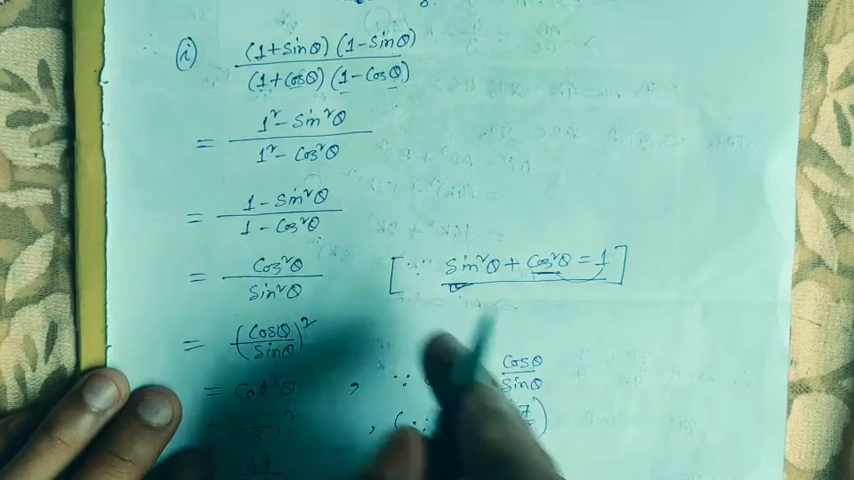 (i) (1+sinθ) (1-sinθ) / (1+cosθ) (1-cosθ)
= 1² - sin²θ / 1² - cos²θ
= 1 - sin²θ / 1 - cos²θ
= cos²θ / sin²θ [∵ sin²θ + cos²θ = 1]
= (cosθ / sinθ)²
= cot²θ , ∵ cosθ / sinθ